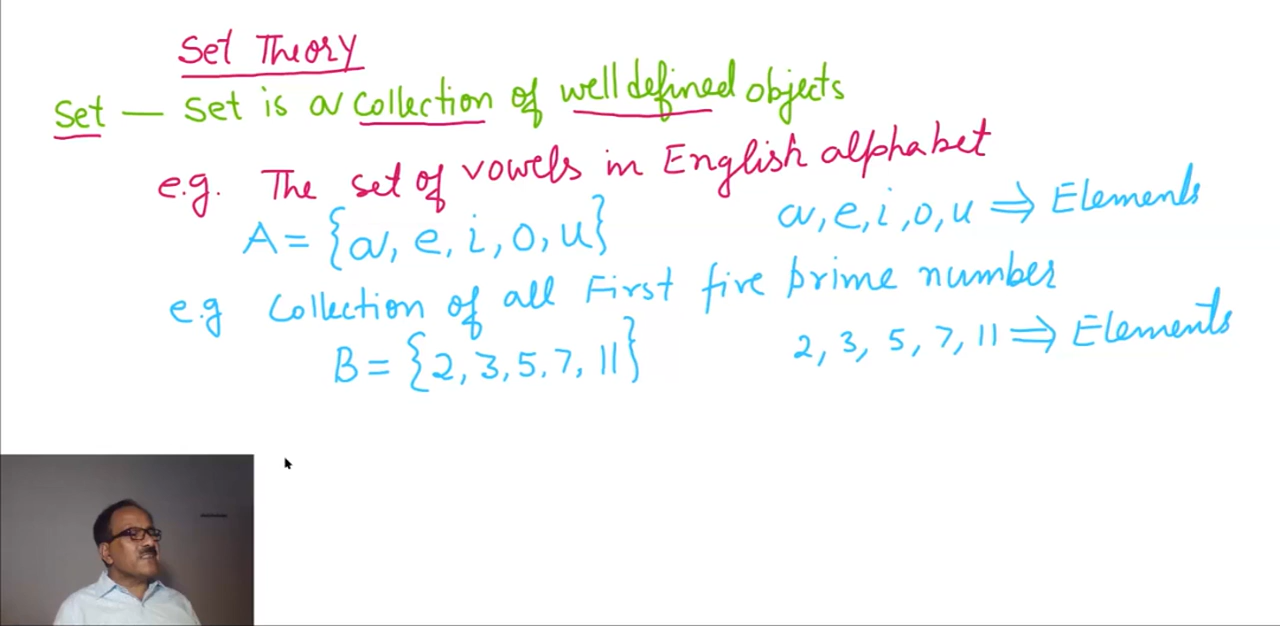 Set Theory
Set — Set is a collection of well defined objects
e.g. The set of vowels in English alphabet
A = {a, e, i, o, u} a, e, i, o, u ⇒ Elements
e.g Collection of all First five prime number
B = {2, 3, 5, 7, 11} 2, 3, 5, 7, 11 ⇒ Elements